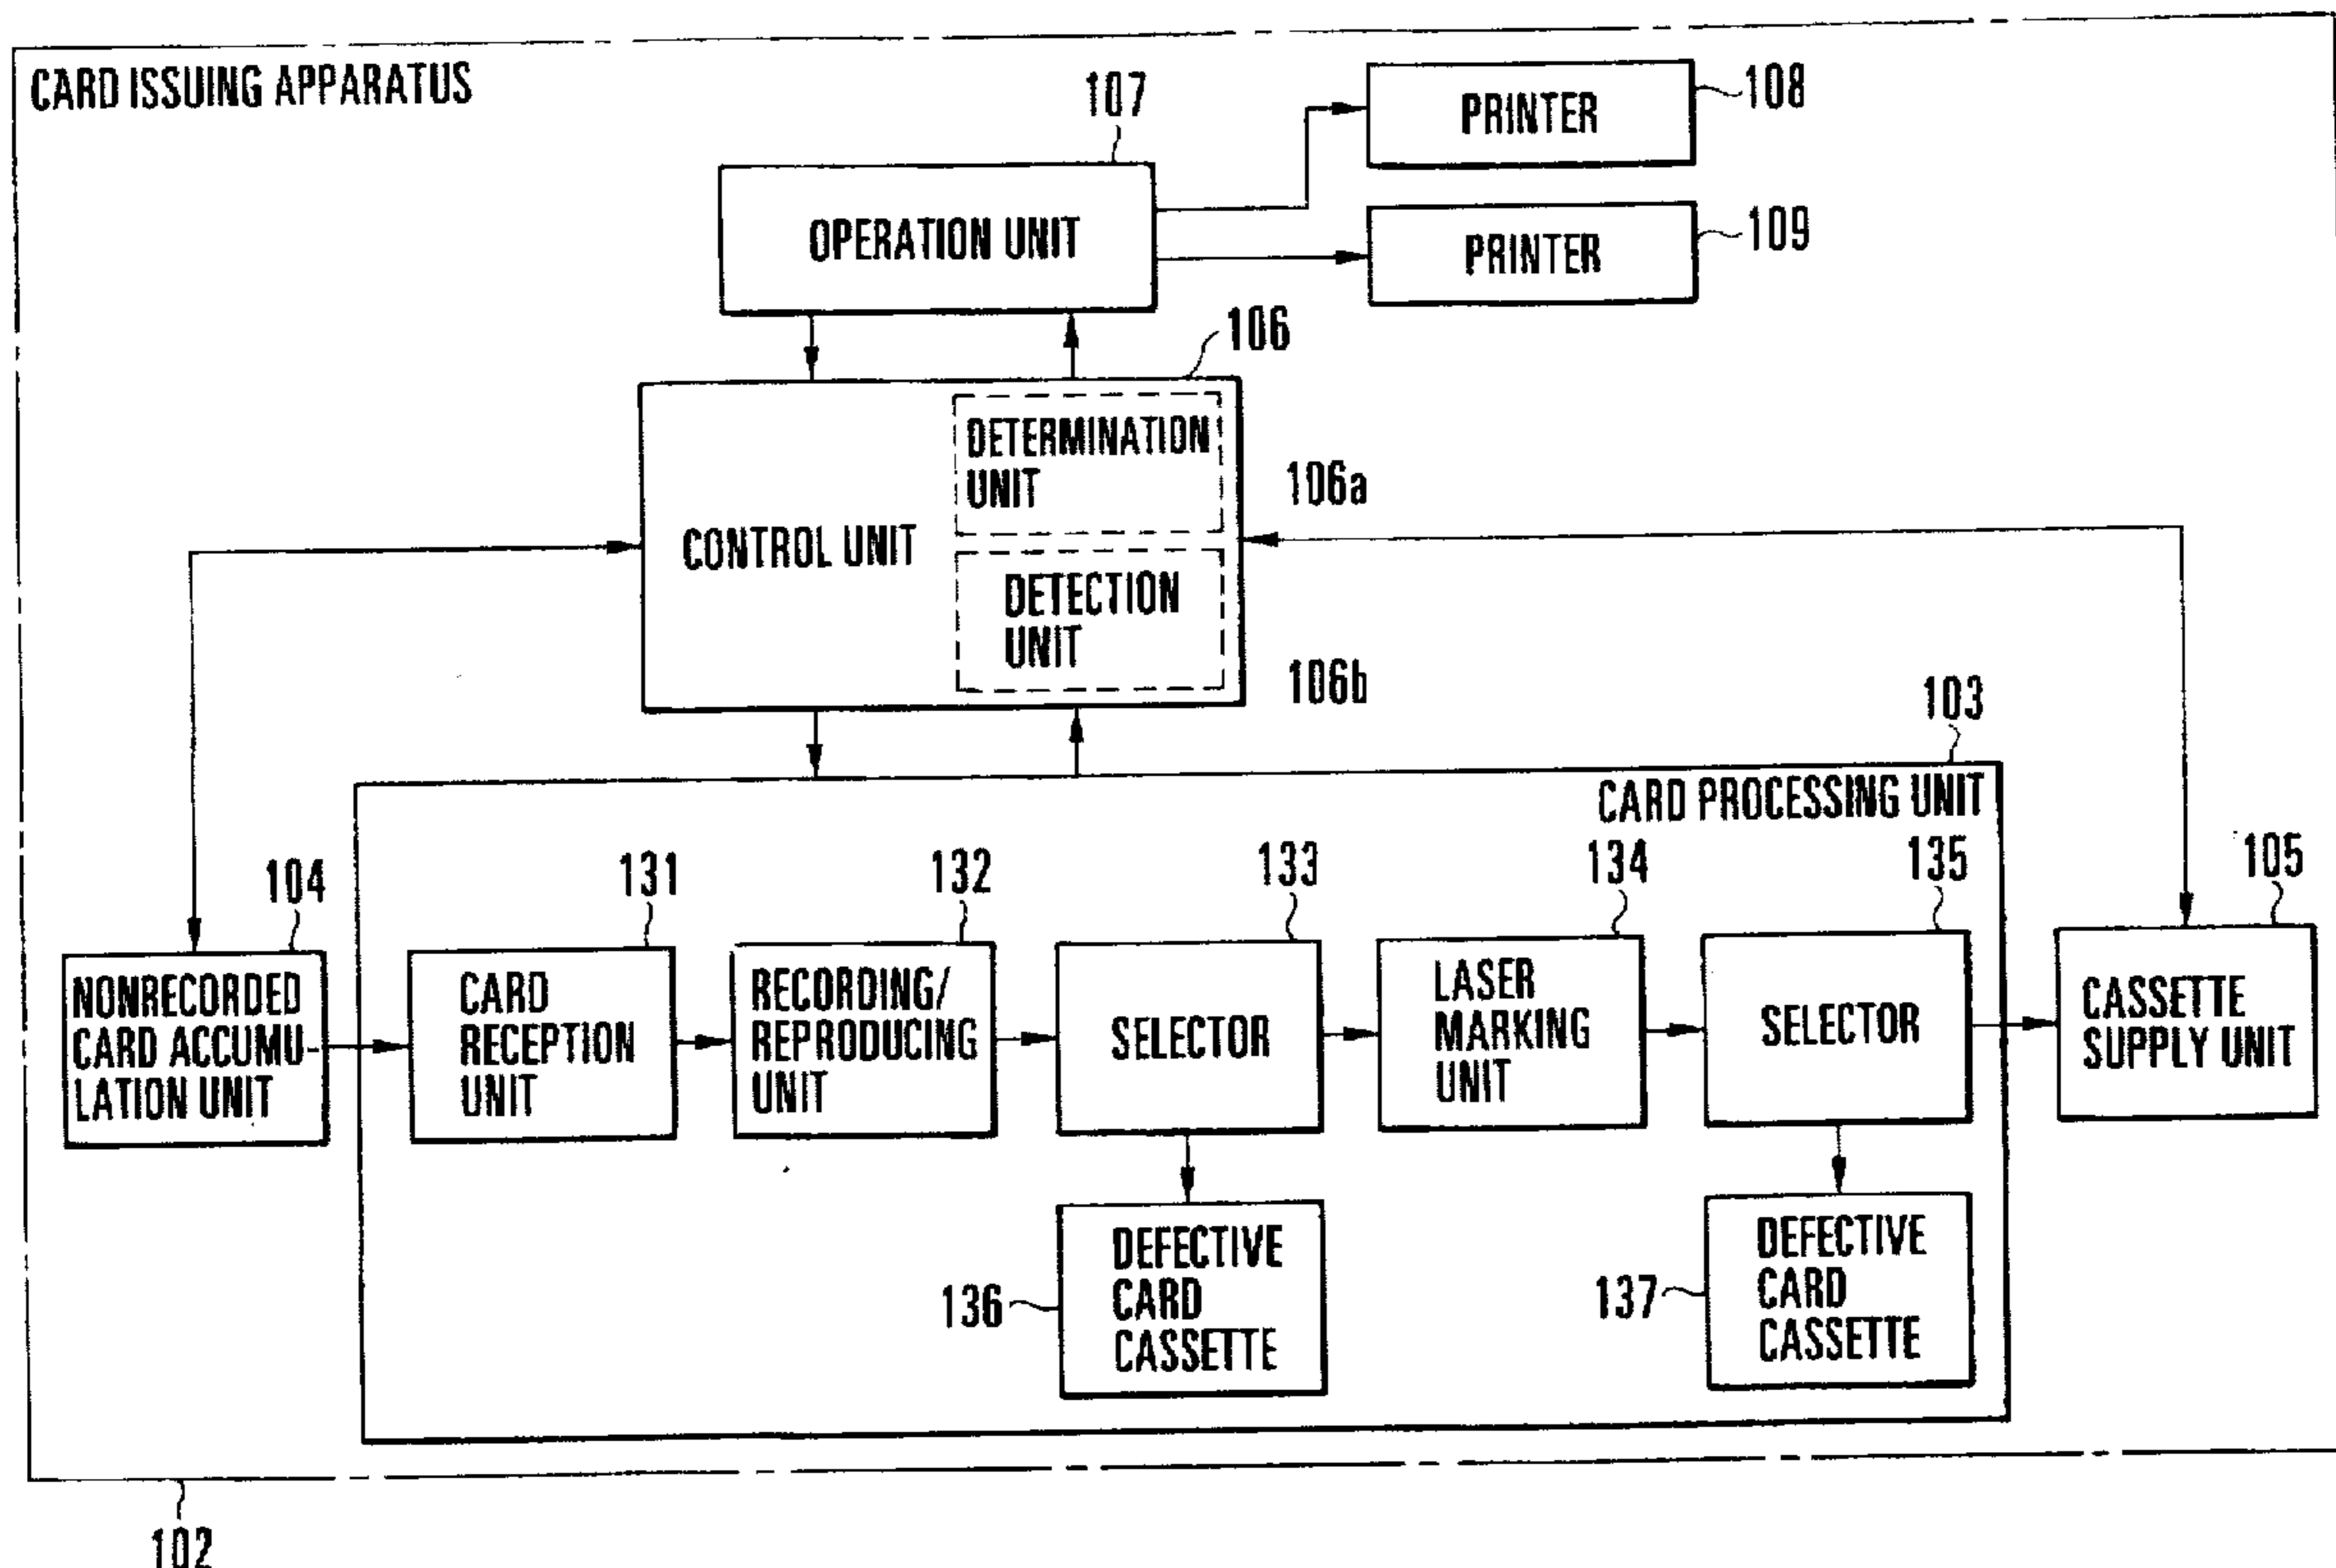 CARD ISSUING APPARATUS
107
PRINTER
108
OPERATION UNIT
PRINTER
109
106
DETERMINATION
UNIT
106a
CONTROL UNIT
DETECTION
UNIT
106b
103
CARD PROCESSING UNIT
104
131
132
133
134
135
105
NONRECORDED
CARD ACCUMU-
LATION UNIT
CARD
RECEPTION
UNIT
RECORDING/
REPRODUCING
UNIT
SELECTOR
LASER
MARKING
UNIT
SELECTOR
CASSETTE
SUPPLY UNIT
136
DEFECTIVE
CARD
CASSETTE
137
DEFECTIVE
CARD
CASSETTE
102